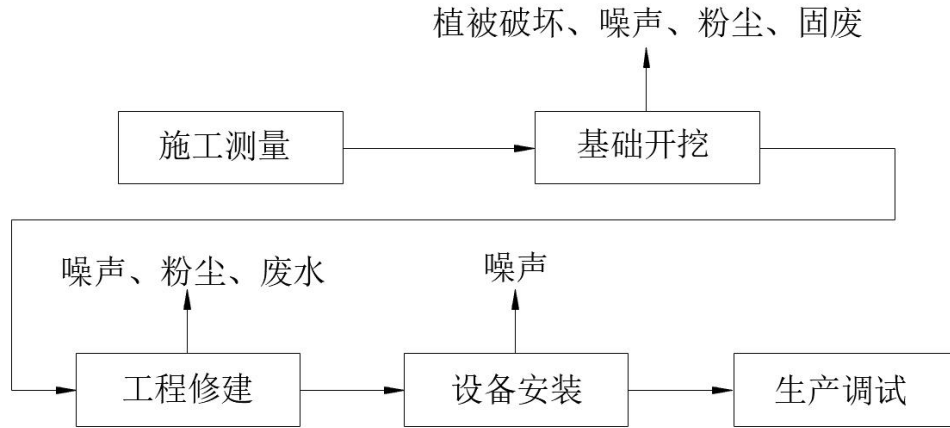 植被破坏、噪声、粉尘、固废
施工测量
基础开挖
噪声、粉尘、废水
噪声
工程修建
设备安装
生产调试